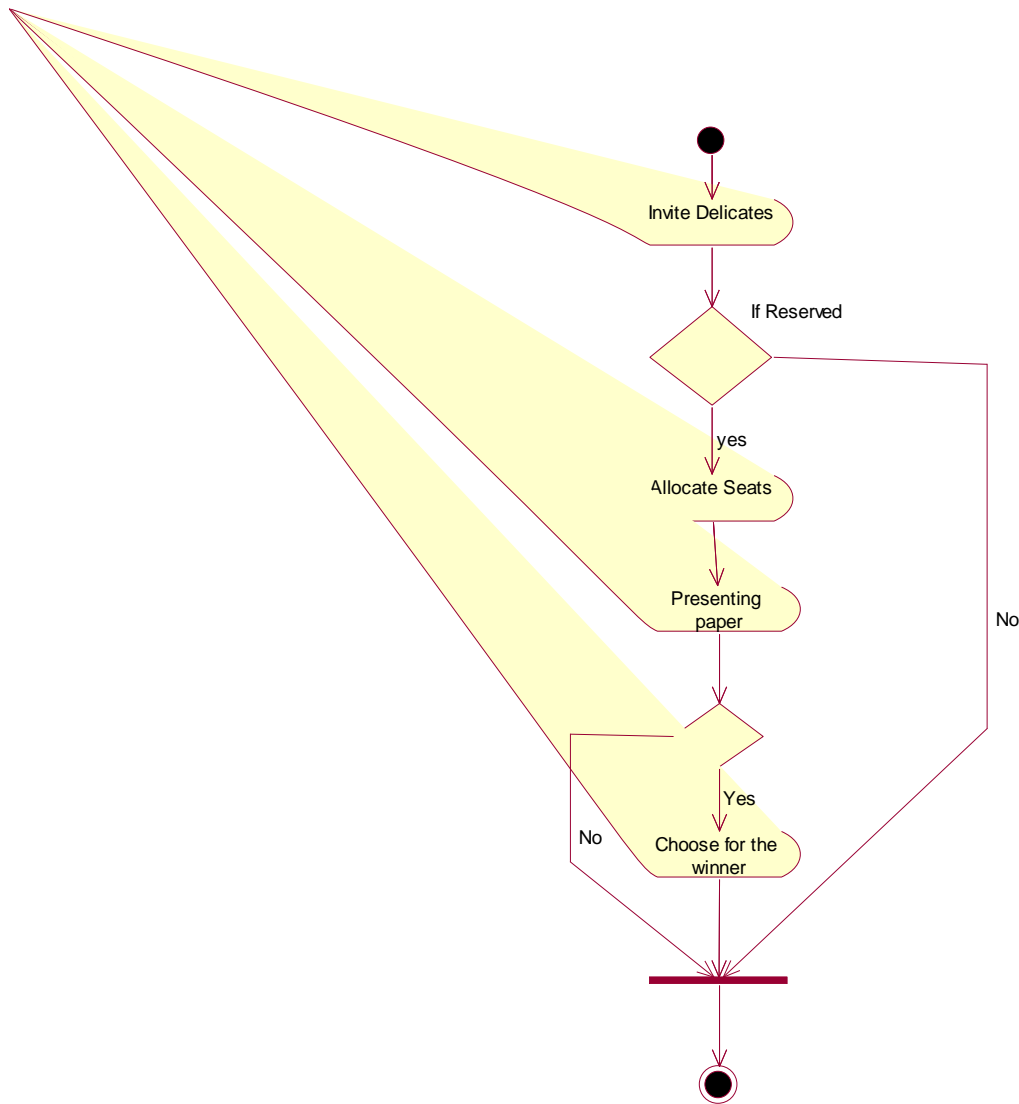 Invite Delicates
If Reserved
yes
Allocate Seats
No
Presenting
paper
Yes
No
Choose for the
winner